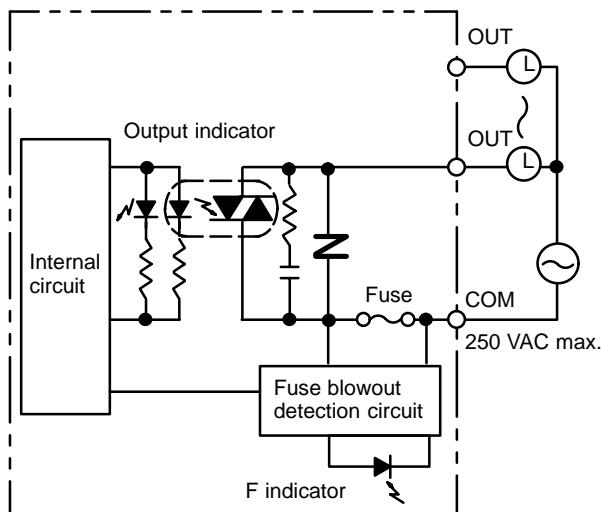 OUT
L
Output indicator
OUT
L
Internal
circuit
Fuse
COM
250 VAC max.
Fuse blowout
detection circuit
F indicator